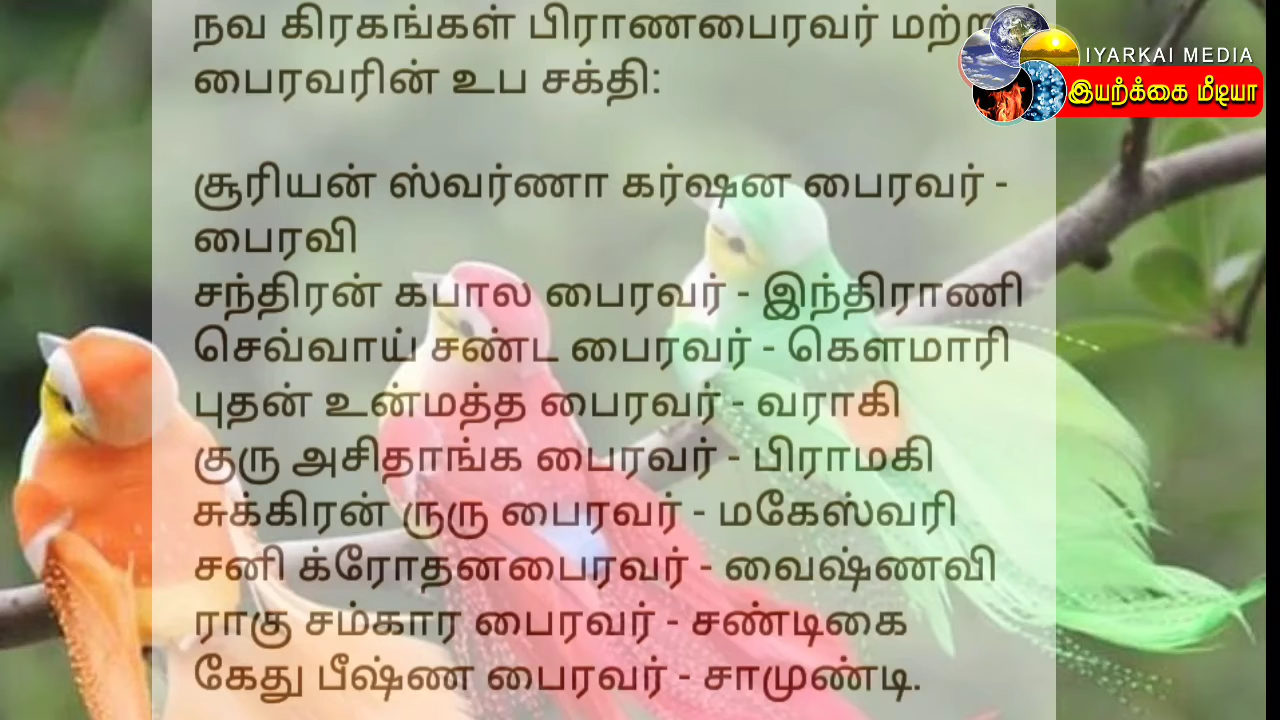 நவ கிரகங்கள் பிராணபைரவர்
பைரவரின் உப சக்தி:
சூரியன் ஸ்வர்ணா கர்ஷன பைரவர் -
பைரவி
சந்திரன் கபால பைரவர் - இந்திராணி
செவ்வாய் சண்ட பைரவர் - கௌமாரி
புதன் உன்மத்த பைரவர் - வராகி
குரு அசிதாங்க பைரவர் - பிராமகி
சுக்கிரன் ருரு பைரவர் - மகேஸ்வரி
சனி க்ரோதனபைரவர் - வைஷ்ணவி
ராகு சம்கார பைரவர் - சண்டிகை
கேது பீஷ்ண பைரவர் - சாமுண்டி.
IYARKAI MEDIA
இயற்க்கை மீடியா